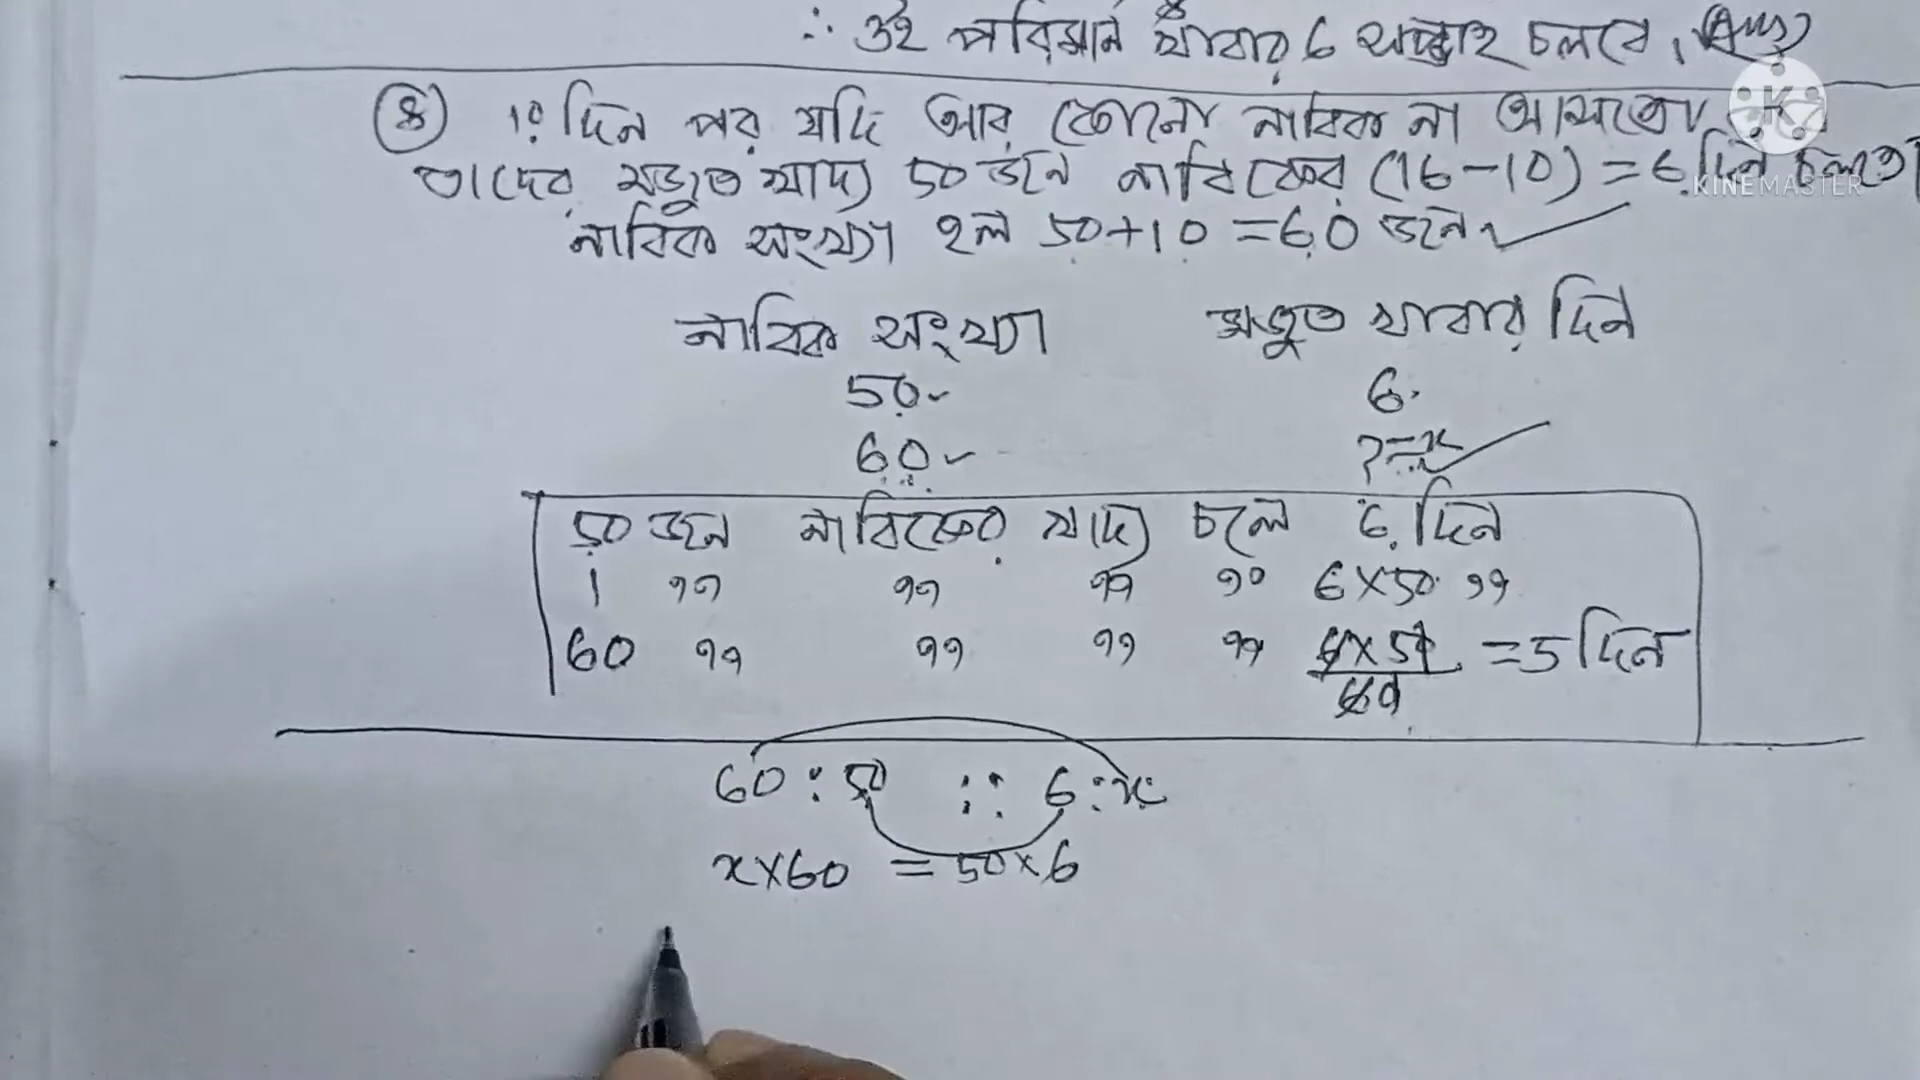 ∴ ওই পরিমান খাবার 6 সপ্তাহ চলবে। (Ans)
④ 10 দিন পর যদি আর কোনো নাবিক না আসতো
তাদের মজুত খাদ্য 50 জন নাবিকের (16-10) = 6 দিন চলতো
নাবিক সংখ্যা হল 50+10 = 60 জন।
নাবিক সংখ্যা মজুত খাবার দিন
50 6
60 ? = x
50 জন নাবিকের খাদ্য চলে 6 দিন
1 ,, ,, ,, ,, 6×50 ,,
60 ,, ,, ,, ,, 6×50/60 = 5 দিন
60 : 50 :: 6 : x
x×60 = 50×6
K
KINEMASTER